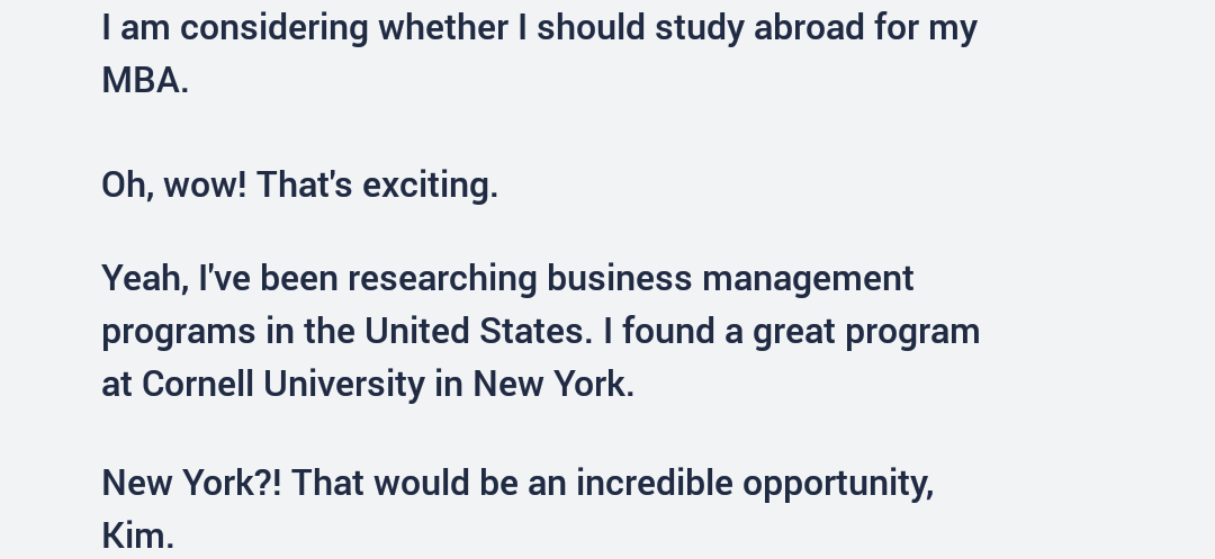 I am considering whether I should study abroad for my
MBA.
Oh, wow! That's exciting.
Yeah, I've been researching business management
programs in the United States. I found a great program
at Cornell University in New York.
New York?! That would be an incredible opportunity,
Kim.